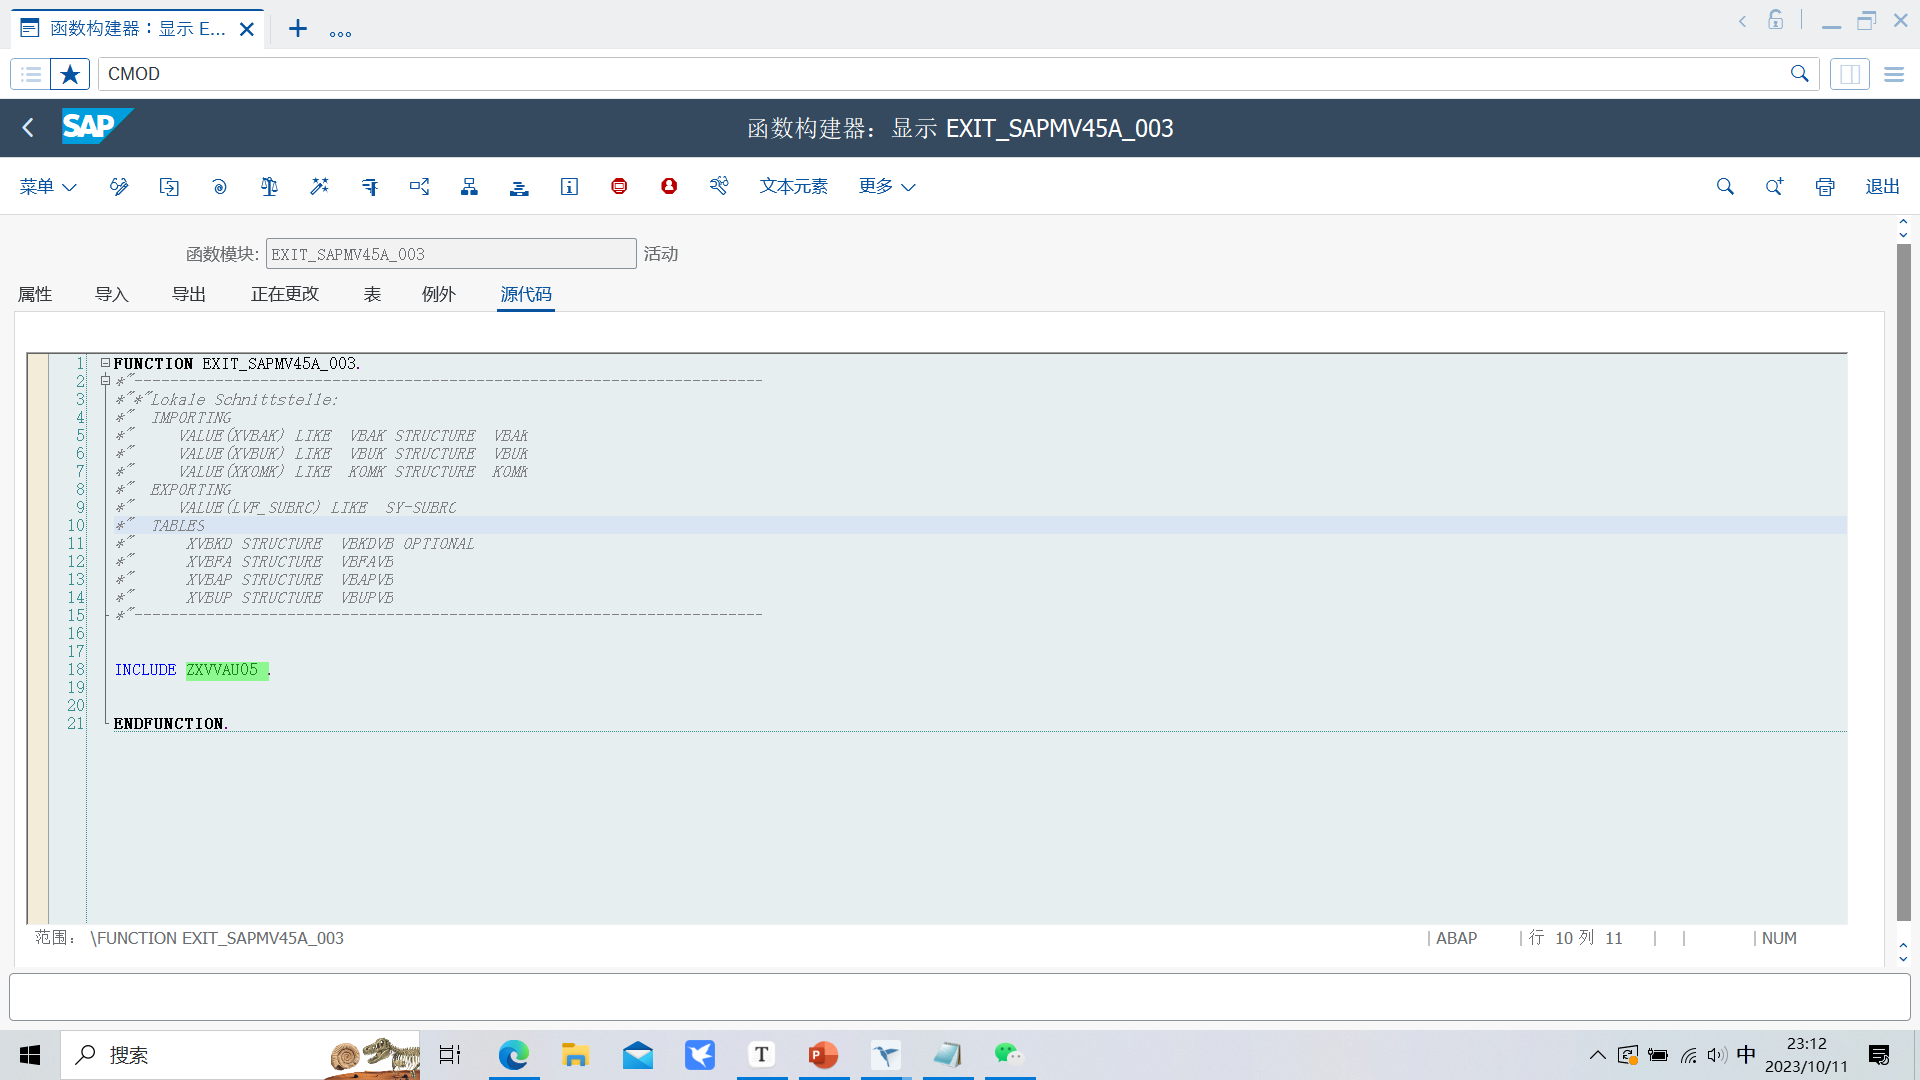 函数构建器：显示 E...
CMOD
SAP
函数构建器：显示 EXIT_SAPMV45A_003
菜单
文本元素
更多
退出
函数模块: EXIT_SAPMV45A_003 活动
属性 导入 导出 正在更改 表 例外 源代码
1 FUNCTION EXIT_SAPMV45A_003.
2 *"----------------------------------------------------------------------
3 *"*"Lokale Schnittstelle:
4 *"  IMPORTING
5 *"     VALUE(XVBAK) LIKE  VBAK STRUCTURE  VBAK
6 *"     VALUE(XVBUK) LIKE  VBUK STRUCTURE  VBUK
7 *"     VALUE(XKOMK) LIKE  KOMK STRUCTURE  KOMK
8 *"  EXPORTING
9 *"     VALUE(LVF_SUBRC) LIKE  SY-SUBRC
10 *"  TABLES
11 *"      XVBKD STRUCTURE  VBKDVB OPTIONAL
12 *"      XVBFA STRUCTURE  VBFAVB
13 *"      XVBAP STRUCTURE  VBAPVB
14 *"      XVBUP STRUCTURE  VBUPVB
15 *"----------------------------------------------------------------------
16
17
18 INCLUDE ZXVVAU05 .
19
20
21 ENDFUNCTION.
范围： \FUNCTION EXIT_SAPMV45A_003 | ABAP | 行 10 列 11 | | | NUM
搜索
T
P
中
23:12
2023/10/11